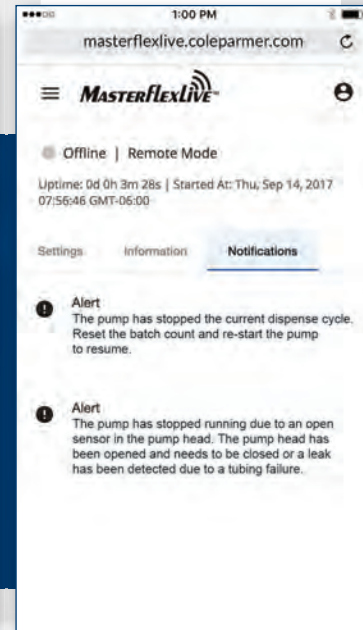 1:00 PM
masterflexlive.coleparmer.com
MASTERFLEXLIVE™
Offline | Remote Mode
Uptime: 0d 0h 3m 28s | Started At: Thu, Sep 14, 2017
07:56:46 GMT-06:00
Settings Information Notifications
Alert
The pump has stopped the current dispense cycle.
Reset the batch count and re-start the pump
to resume.
Alert
The pump has stopped running due to an open
sensor in the pump head. The pump head has
been opened and needs to be closed or a leak
has been detected due to a tubing failure.